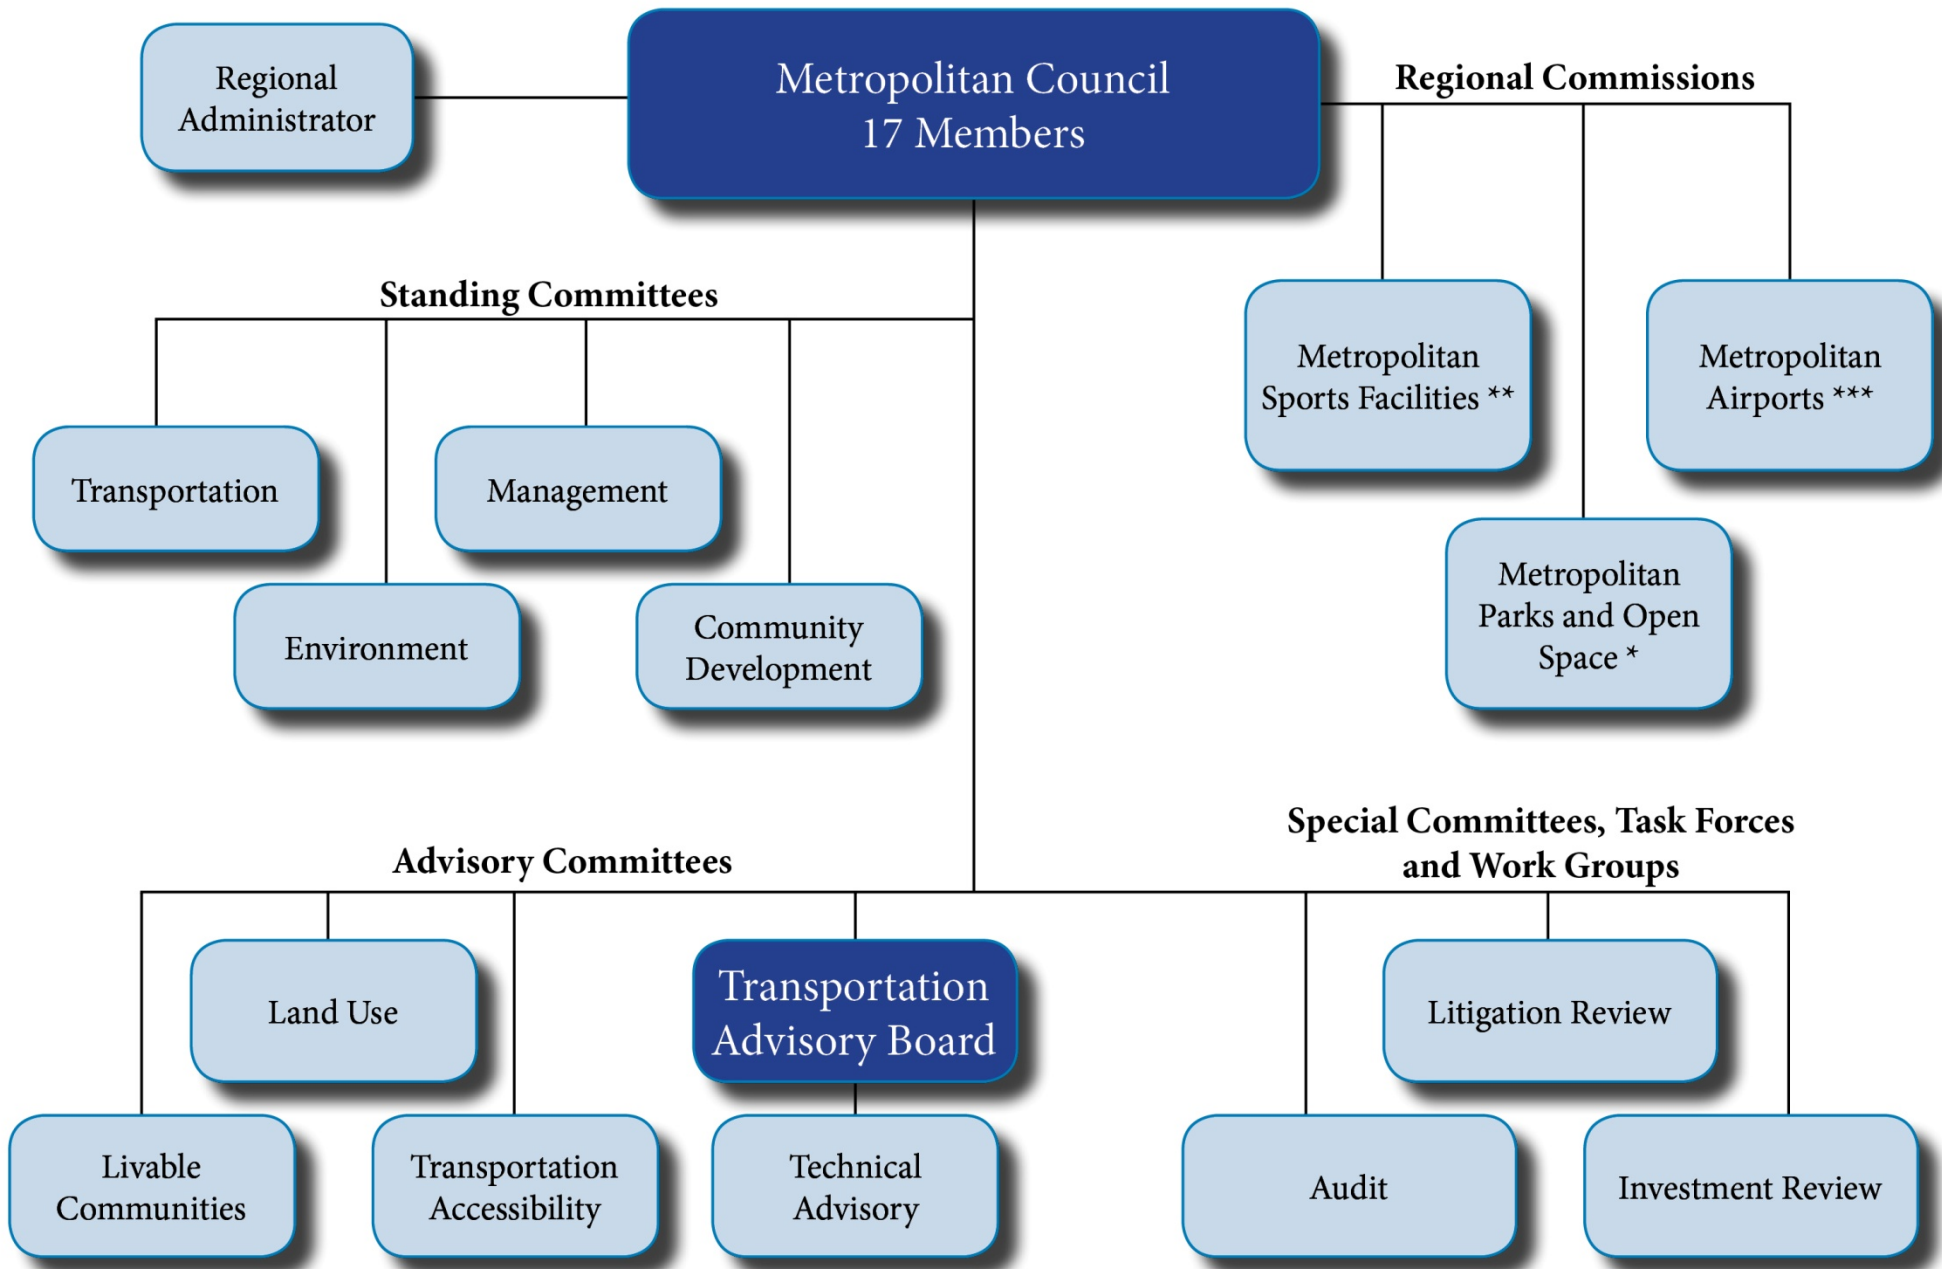 Regional
Administrator
Metropolitan Council
17 Members
Regional Commissions
Metropolitan
Sports Facilities **
Metropolitan
Airports ***
Metropolitan
Parks and Open
Space *
Standing Committees
Transportation
Management
Environment
Community
Development
Advisory Committees
Land Use
Transportation
Advisory Board
Livable
Communities
Transportation
Accessibility
Technical
Advisory
Special Committees, Task Forces
and Work Groups
Litigation Review
Audit
Investment Review